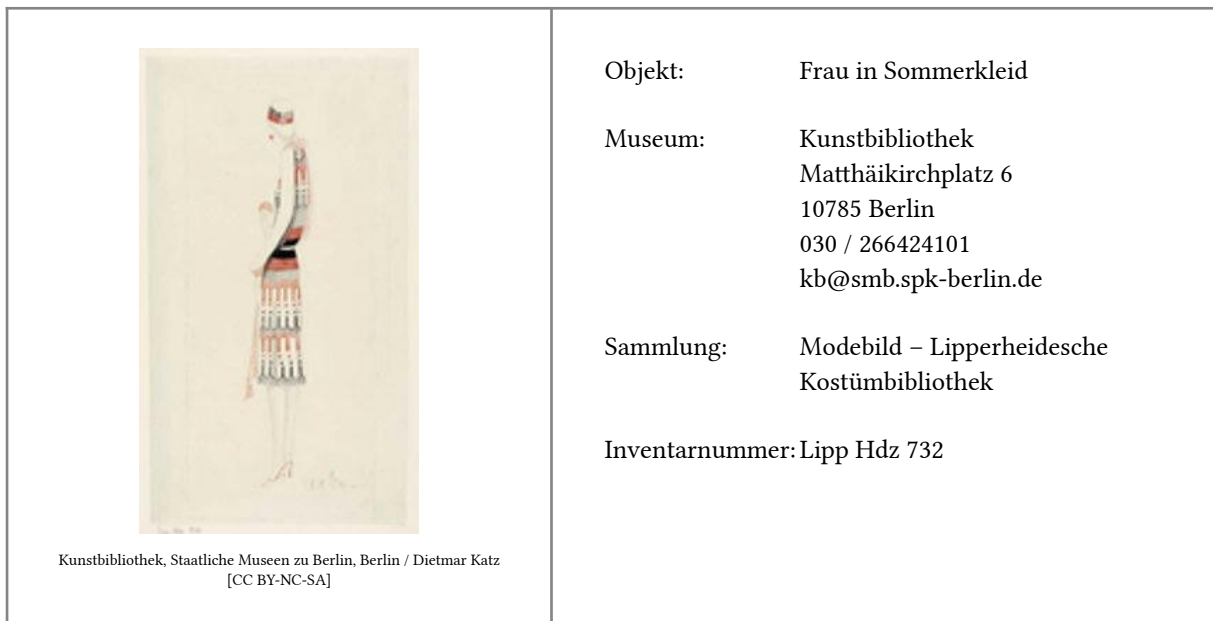 Objekt: Frau in Sommerkleid
Museum: Kunstbibliothek
Matthäikirchplatz 6
10785 Berlin
030 / 266424101
kb@smb.spk-berlin.de
Sammlung: Modebild – Lipperheidesche
Kostümbibliothek
Inventarnummer: Lipp Hdz 732
Kunstbibliothek, Staatliche Museen zu Berlin, Berlin / Dietmar Katz
[CC BY-NC-SA]